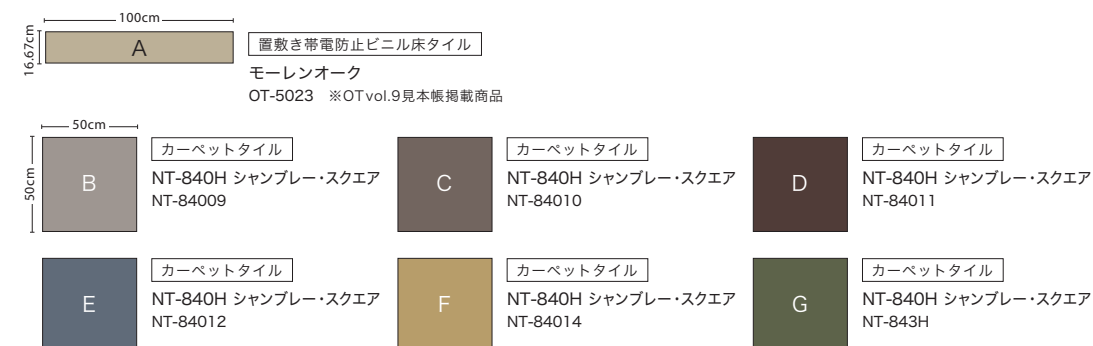 100cm
16.67cm
A
置敷き帯電防止ビニル床タイル
モーレンオーク
OT-5023 ※OTvol.9見本帳掲載商品
50cm
50cm
B
カーペットタイル
NT-840H シャンブレー・スクエア
NT-84009
C
カーペットタイル
NT-840H シャンブレー・スクエア
NT-84010
D
カーペットタイル
NT-840H シャンブレー・スクエア
NT-84011
E
カーペットタイル
NT-840H シャンブレー・スクエア
NT-84012
F
カーペットタイル
NT-840H シャンブレー・スクエア
NT-84014
G
カーペットタイル
NT-840H シャンブレー・スクエア
NT-843H